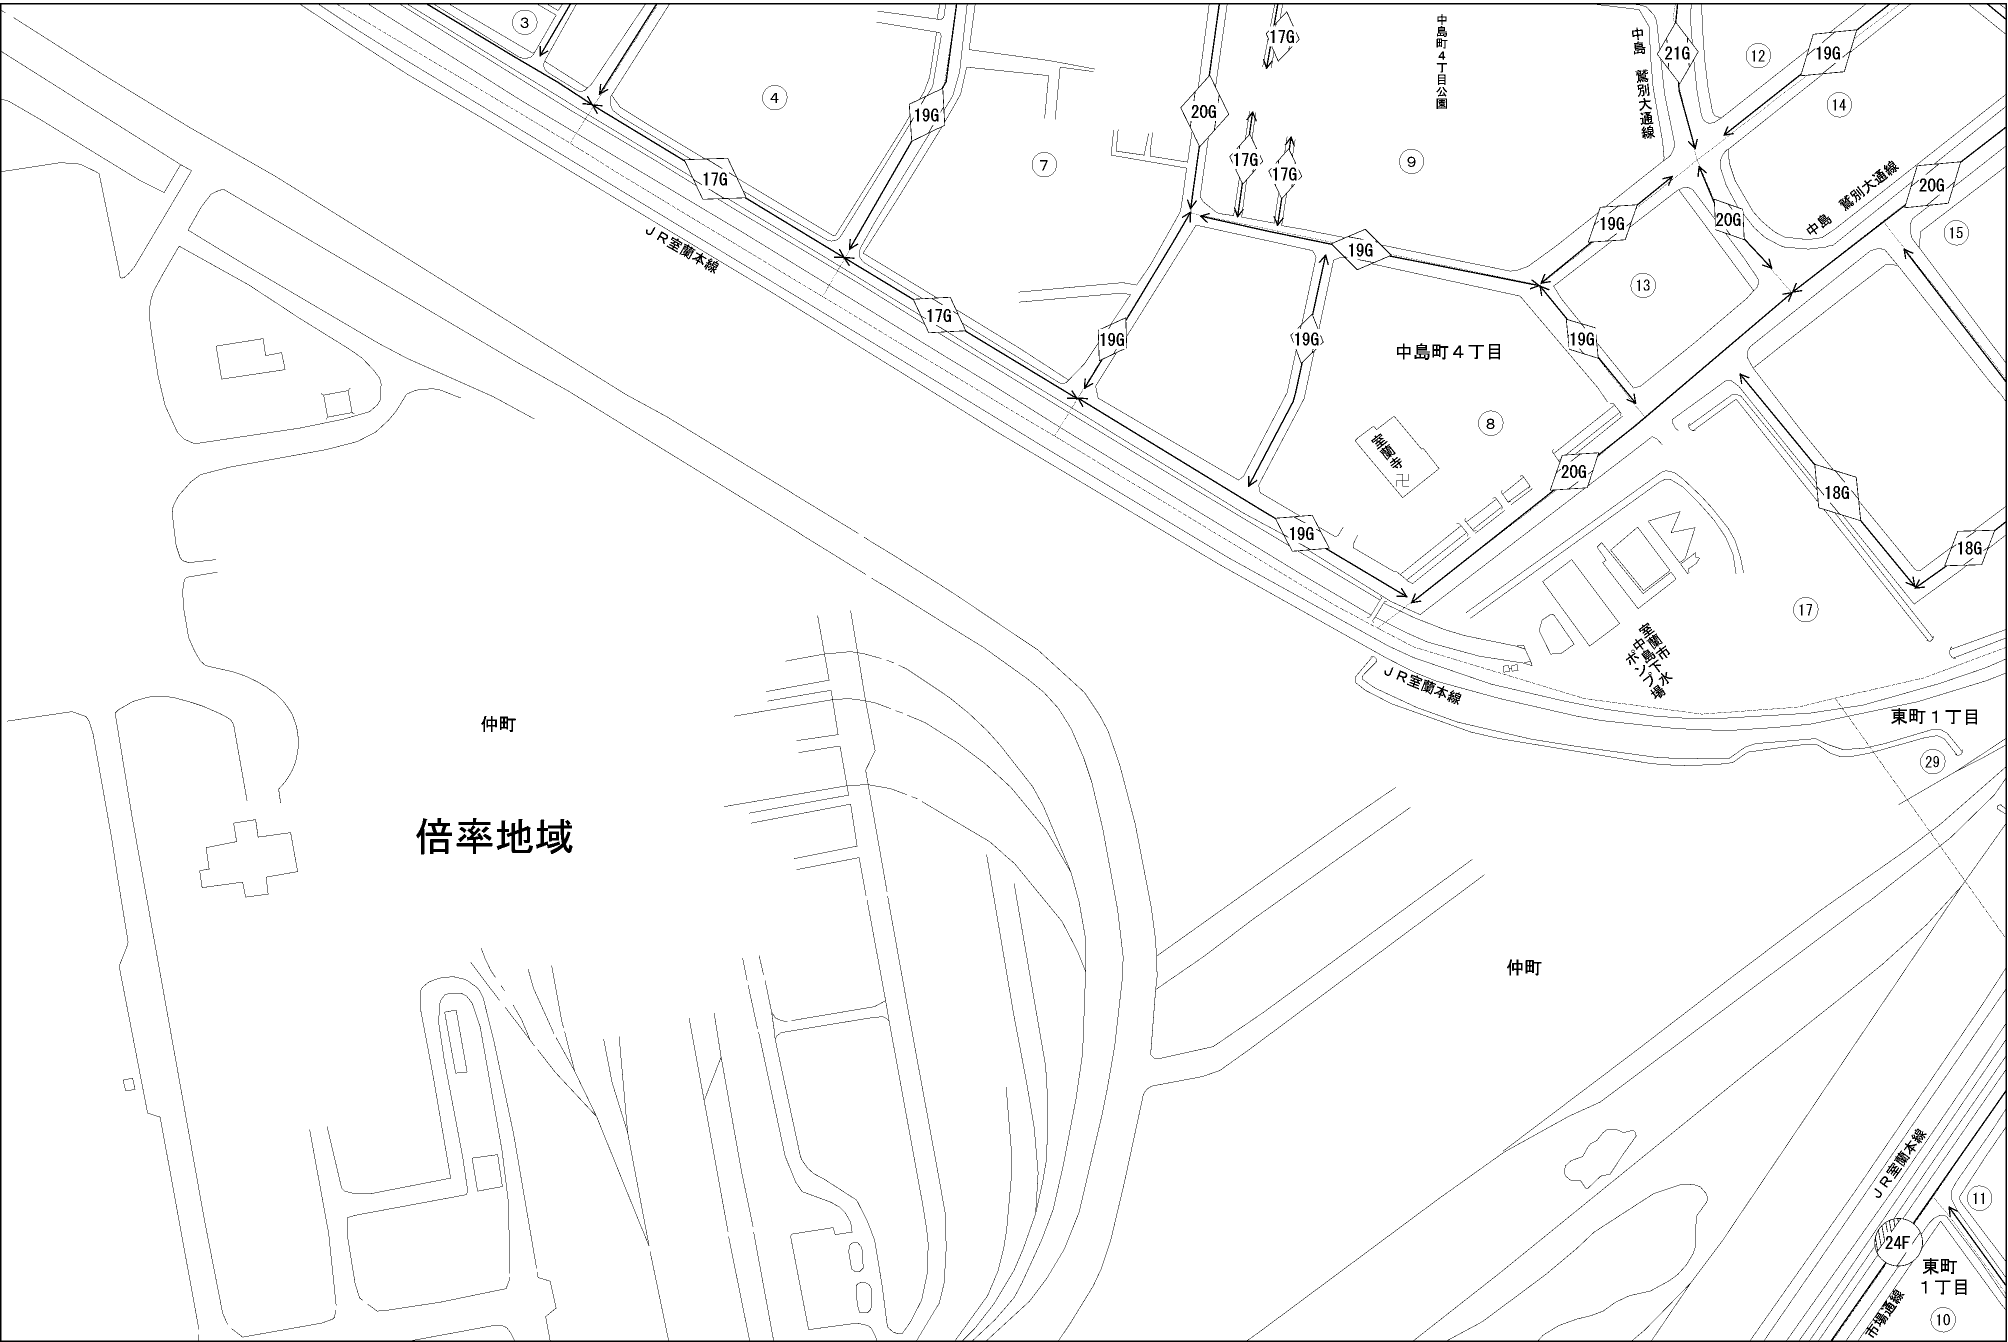 3
17G
中島町４丁目公園
中島　鷲別大通線
21G
12
19G
4
19G
20G
14
17G
7
17G
9
17G
20G
中島　鷲別大通線
19G
20G
15
ＪＲ室蘭本線
19G
13
17G
19G
19G
19G
中島町４丁目
8
室蘭寺
卍
20G
18G
19G
18G
17
室蘭市下水
中島
ポンプ場
ＪＲ室蘭本線
東町１丁目
仲町
29
倍率地域
仲町
ＪＲ室蘭本線
11
24F
東町
１丁目
市場通線
10